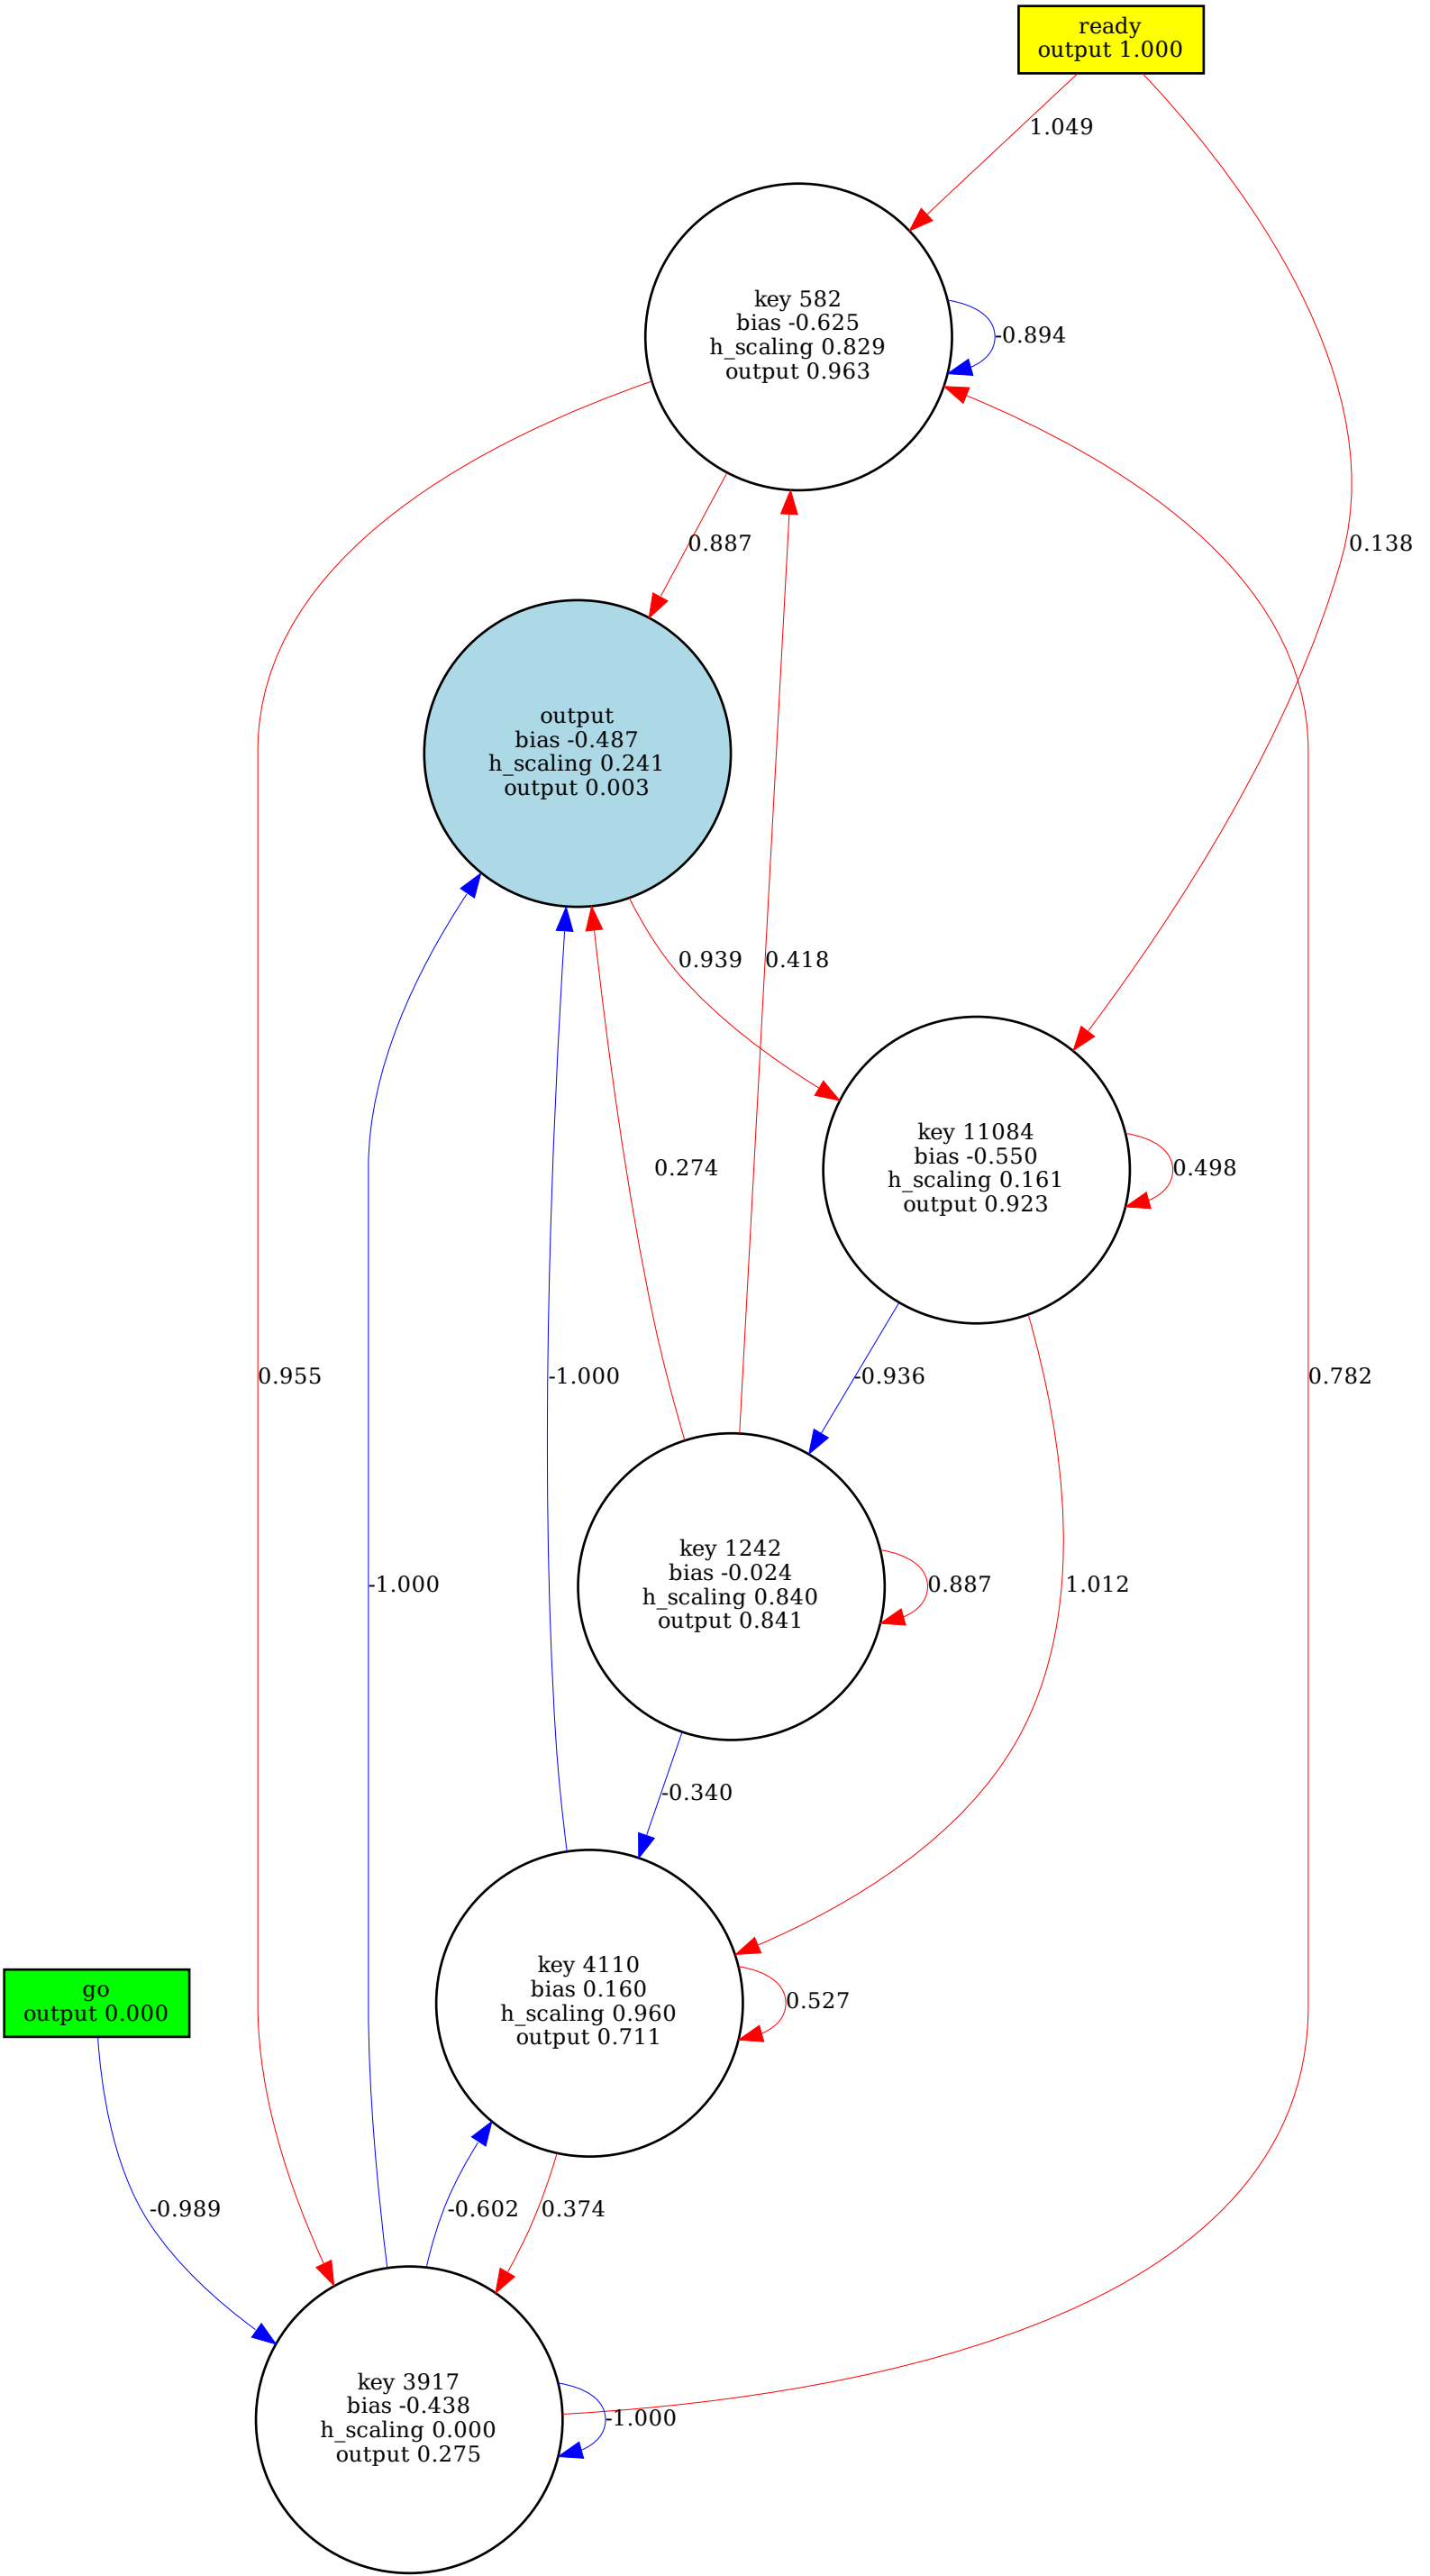 ready
output 1.000
1.049
key 582
bias -0.625
h_scaling 0.829
output 0.963
-0.894
0.887
0.138
output
bias -0.487
h_scaling 0.241
output 0.003
0.939
0.418
key 11084
bias -0.550
h_scaling 0.161
output 0.923
0.498
0.274
0.955
-1.000
-0.936
0.782
key 1242
bias -0.024
h_scaling 0.840
output 0.841
0.887
-1.000
1.012
-0.340
key 4110
bias 0.160
h_scaling 0.960
output 0.711
0.527
go
output 0.000
-0.989
-0.602
0.374
key 3917
bias -0.438
h_scaling 0.000
output 0.275
-1.000